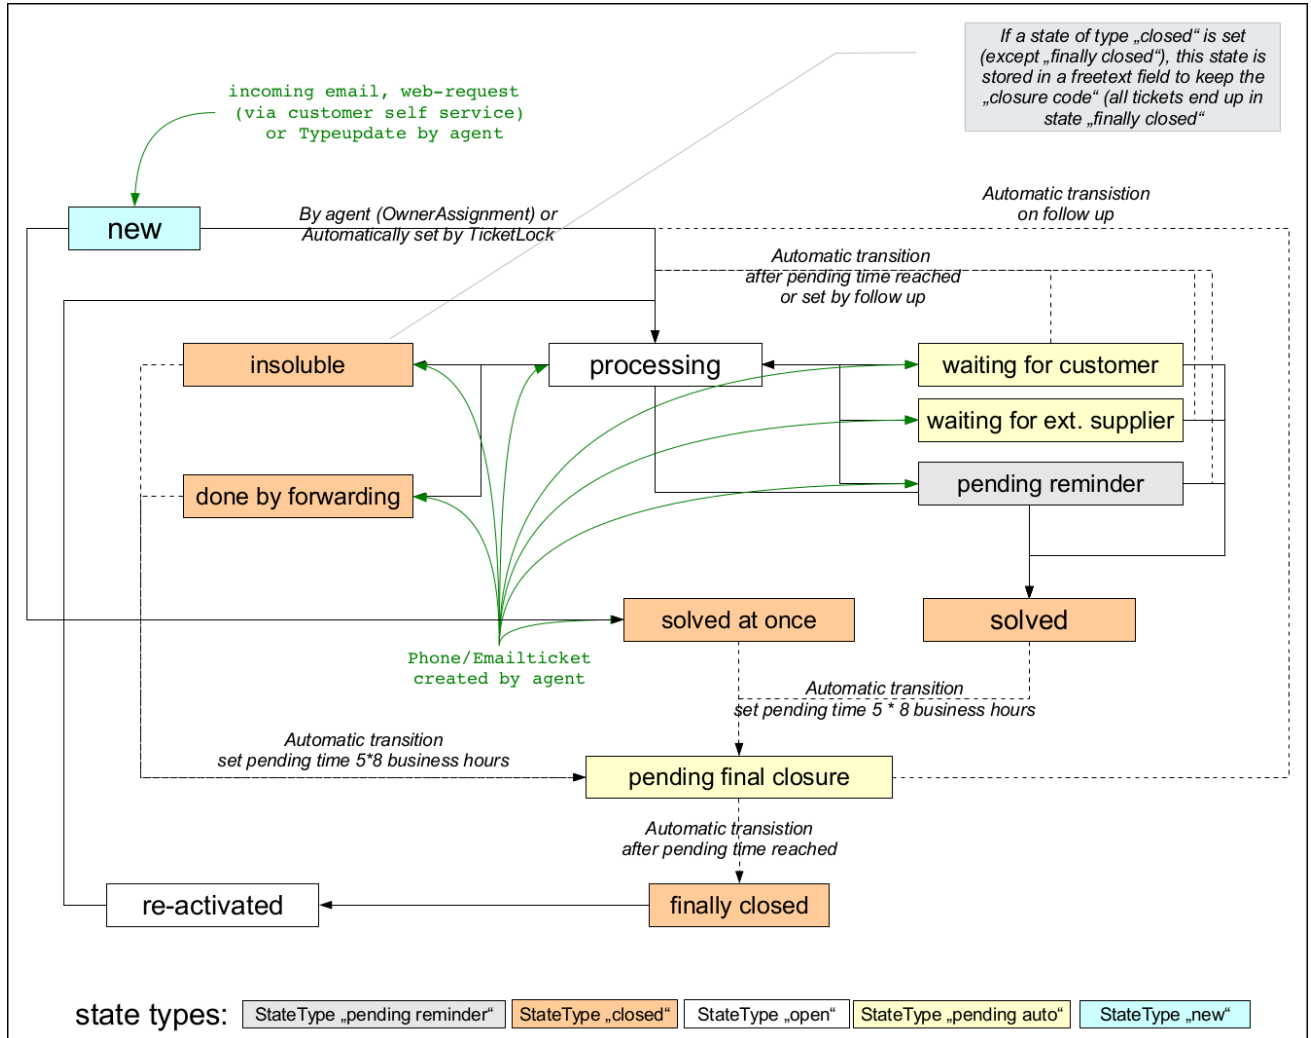 If a state of type „closed“ is set
(except „finally closed“), this state is
stored in a freetext field to keep the
„closure code“ (all tickets end up in
state „finally closed“
incoming email, web-request
(via customer self service)
or Typeupdate by agent
Automatic transistion
on follow up
new
By agent (OwnerAssignment) or
Automatically set by TicketLock
Automatic transition
after pending time reached
or set by follow up
insoluble
processing
waiting for customer
waiting for ext. supplier
done by forwarding
pending reminder
solved at once
solved
Phone/Emailticket
created by agent
Automatic transition
set pending time 5 * 8 business hours
Automatic transition
set pending time 5*8 business hours
pending final closure
Automatic transistion
after pending time reached
re-activated
finally closed
state types:
StateType „pending reminder“
StateType „closed“
StateType „open“
StateType „pending auto“
StateType „new“